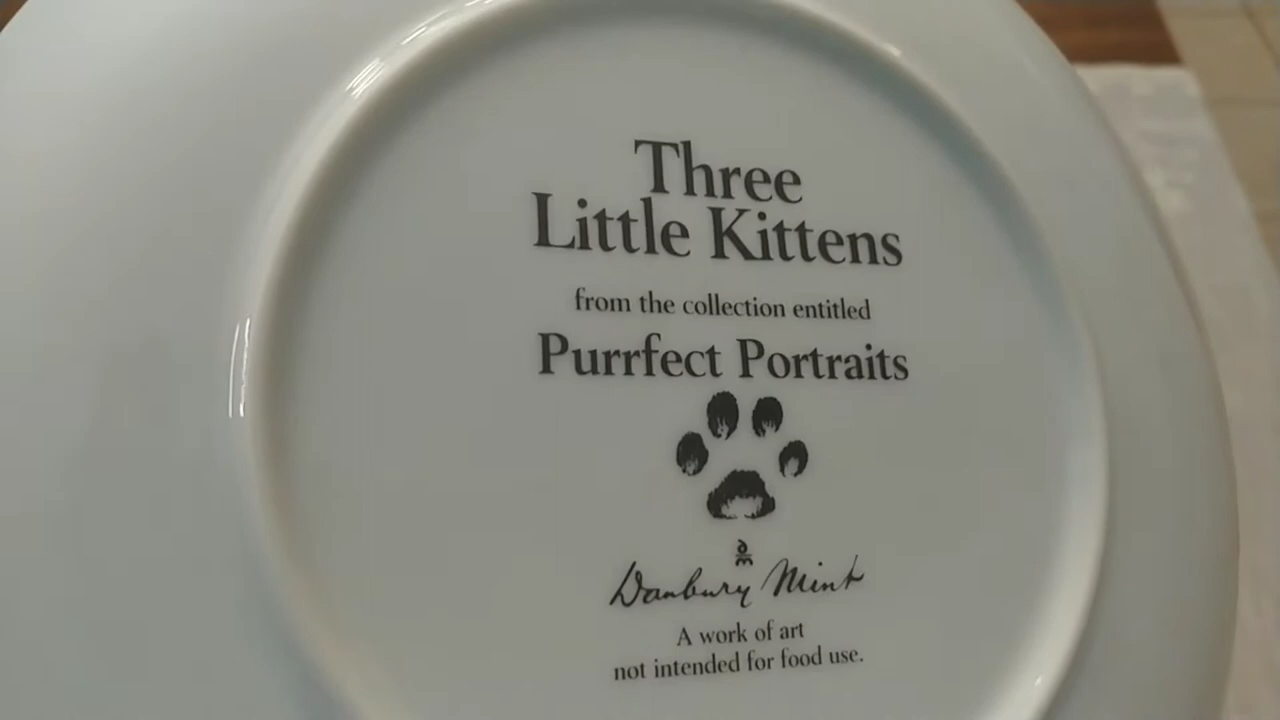 Three
Little Kittens
from the collection entitled
Purrfect Portraits
Danbury Mint
A work of art
not intended for food use.